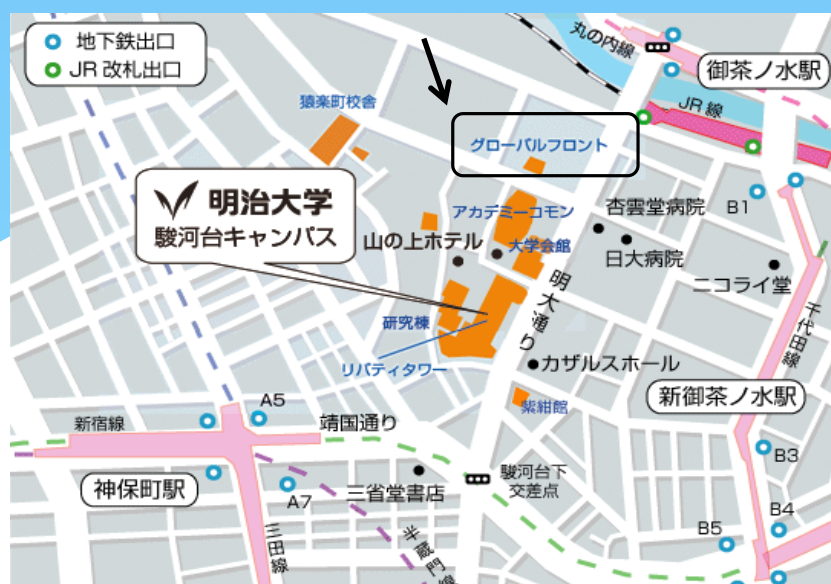 地下鉄出口
JR改札出口
丸の内線
御茶ノ水駅
JR線
猿楽町校舎
グローバルフロント
明治大学
駿河台キャンパス
アカデミーコモン
杏雲堂病院
B1
山の上ホテル
大学会館
日大病院
ニコライ堂
明大通り
千代田線
研究棟
リバティタワー
カザルスホール
紫紺館
新御茶ノ水駅
A5
新宿線
靖国通り
B3
神保町駅
A7
三省堂書店
駿河台下
交差点
B4
B5
三田線
半蔵門線